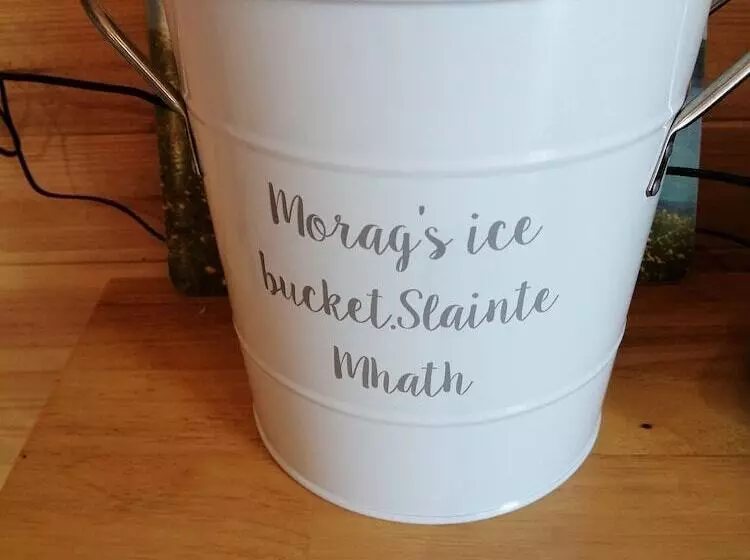 Morag's ice
bucket.Slainte
Mhath